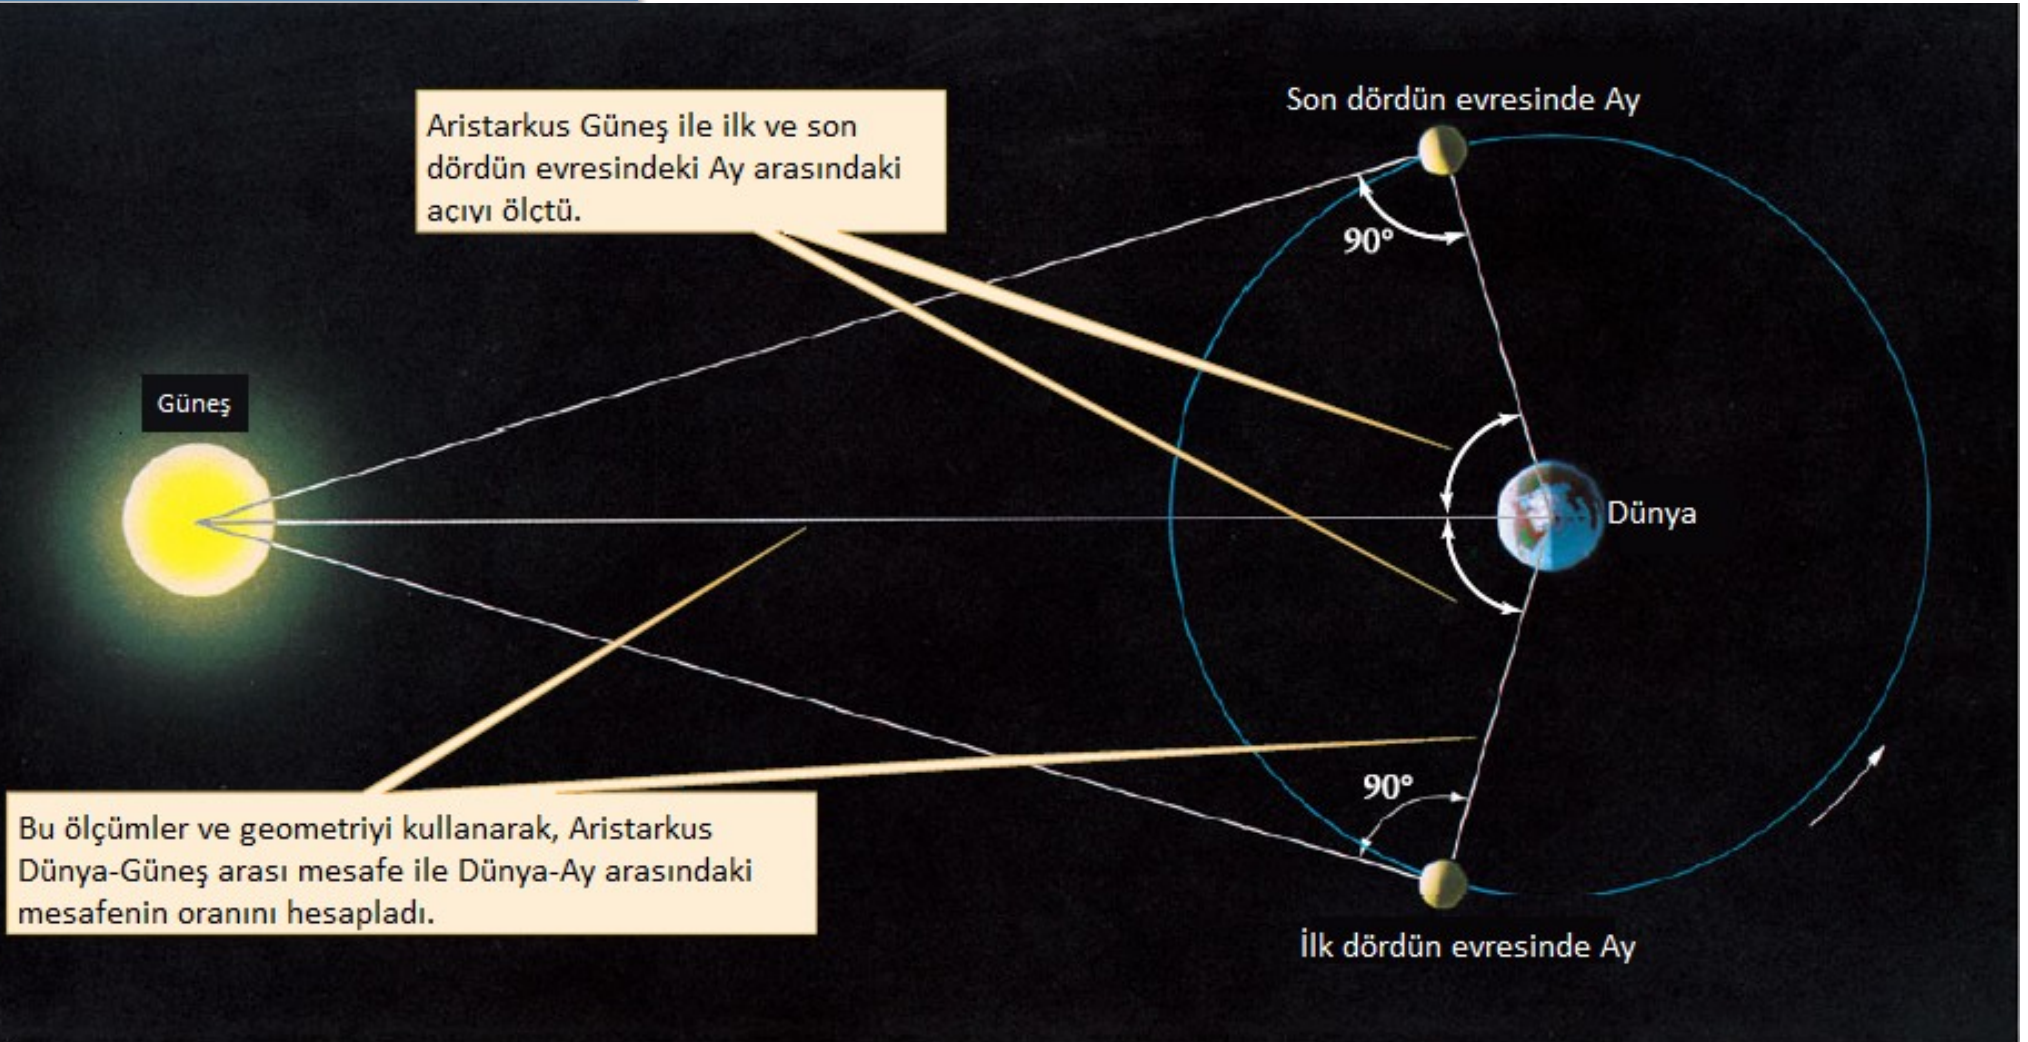 Son dördün evresinde Ay
Aristarkus Güneş ile ilk ve son
dördün evresindeki Ay arasındaki
açıyı ölçtü.
90°
Güneş
Dünya
90°
Bu ölçümler ve geometriyi kullanarak, Aristarkus
Dünya-Güneş arası mesafe ile Dünya-Ay arasındaki
mesafenin oranını hesapladı.
İlk dördün evresinde Ay